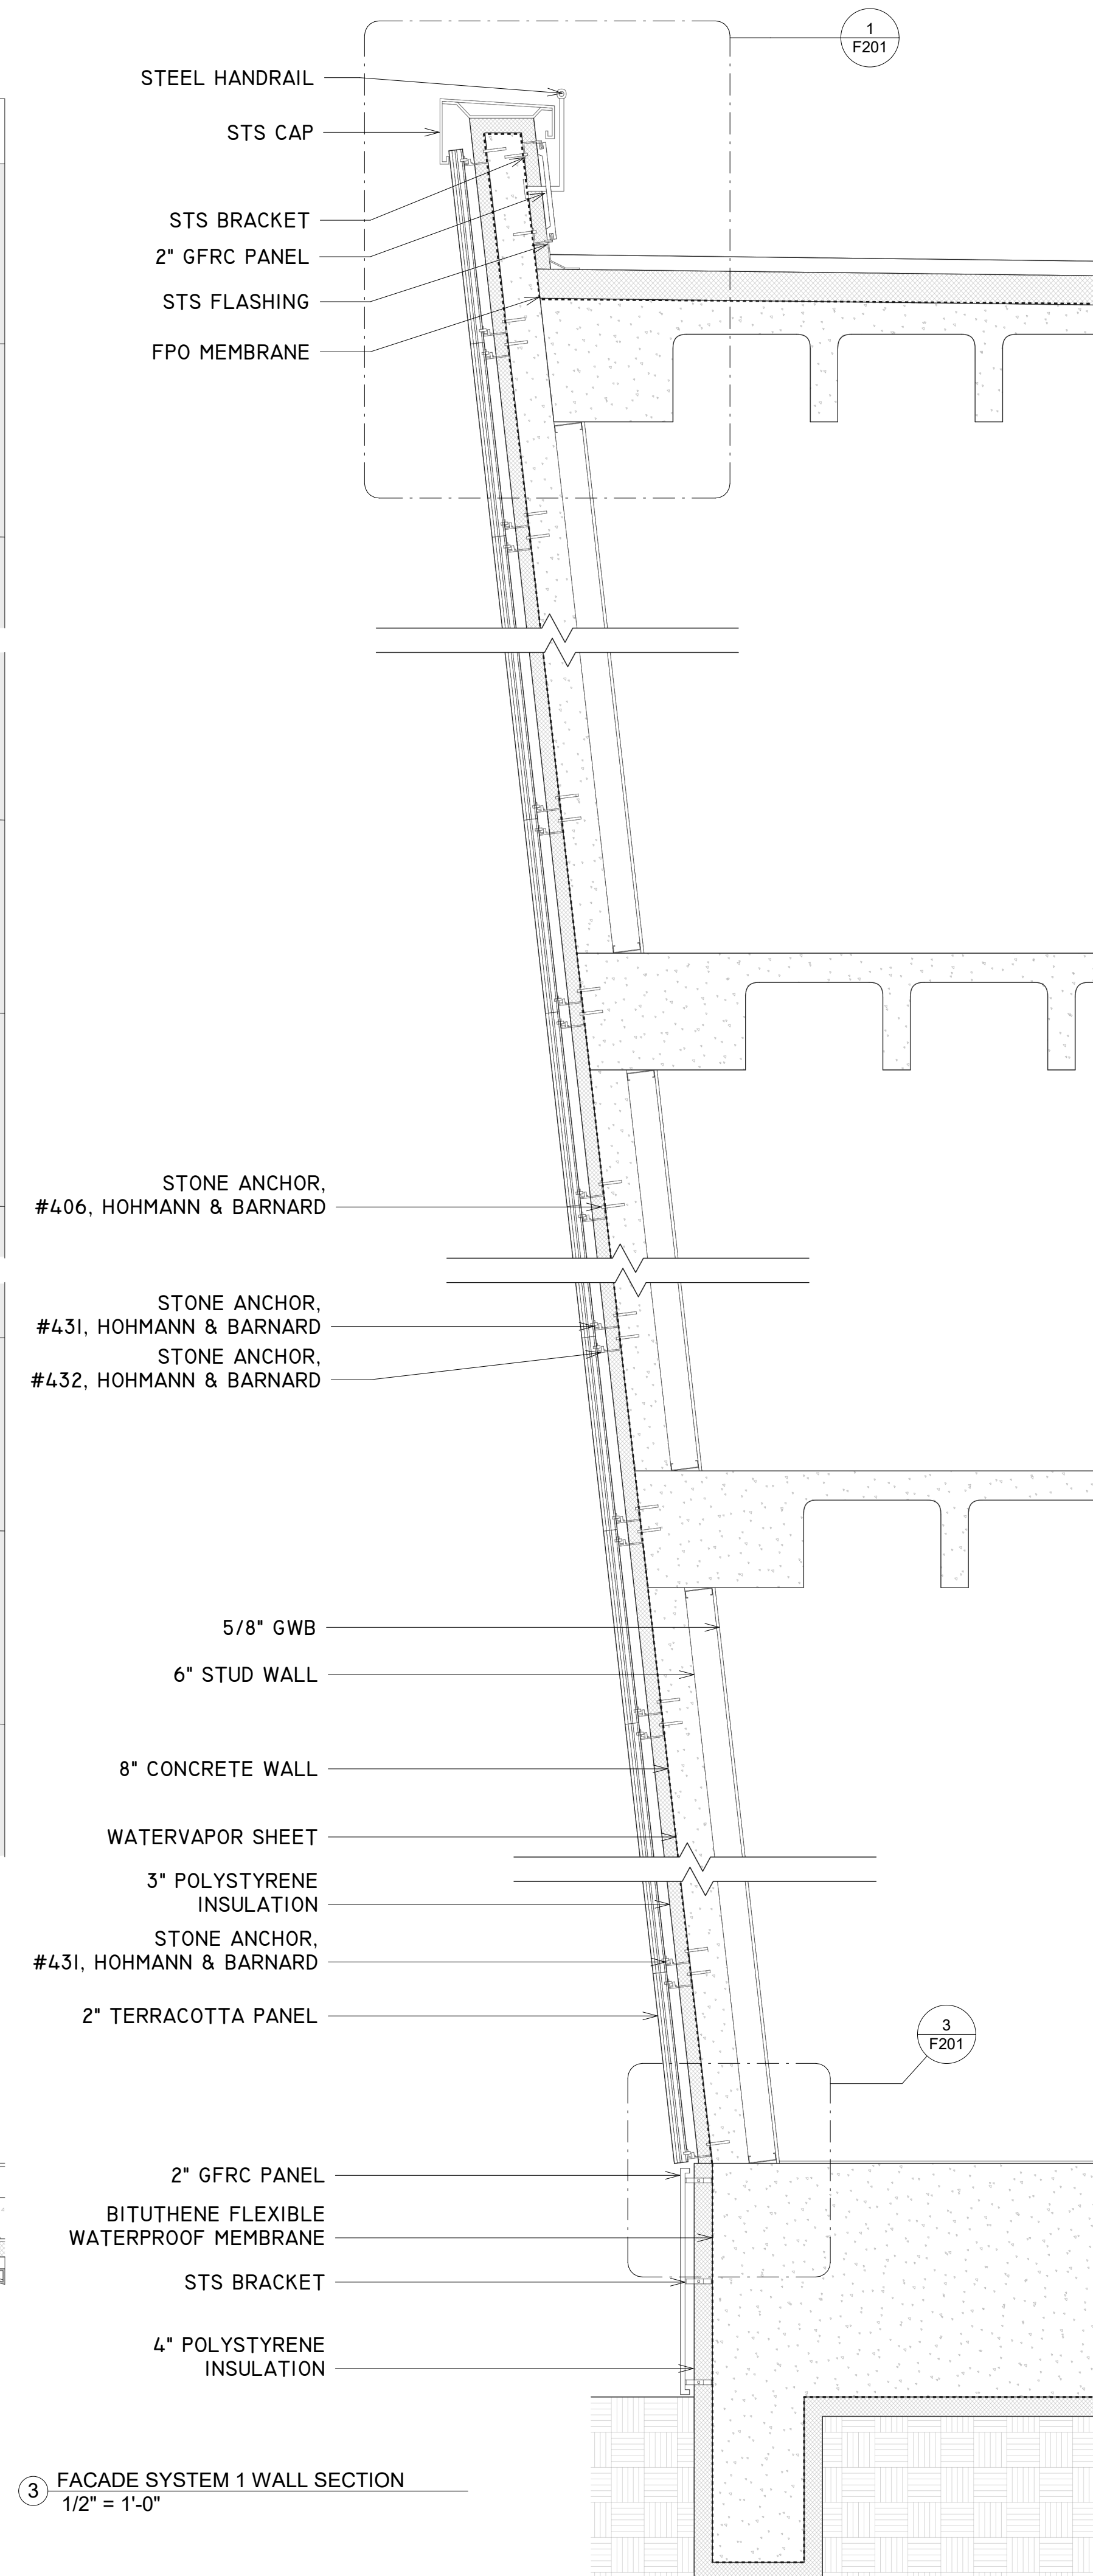 1
F201
STEEL HANDRAIL
STS CAP
STS BRACKET
2" GFRC PANEL
STS FLASHING
FPO MEMBRANE
STONE ANCHOR,
#406, HOHMANN & BARNARD
STONE ANCHOR,
#431, HOHMANN & BARNARD
STONE ANCHOR,
#432, HOHMANN & BARNARD
5/8" GWB
6" STUD WALL
8" CONCRETE WALL
WATERVAPOR SHEET
3" POLYSTYRENE
INSULATION
STONE ANCHOR,
#431, HOHMANN & BARNARD
2" TERRACOTTA PANEL
3
F201
2" GFRC PANEL
BITUTHENE FLEXIBLE
WATERPROOF MEMBRANE
STS BRACKET
4" POLYSTYRENE
INSULATION
3 FACADE SYSTEM 1 WALL SECTION
1/2" = 1'-0"